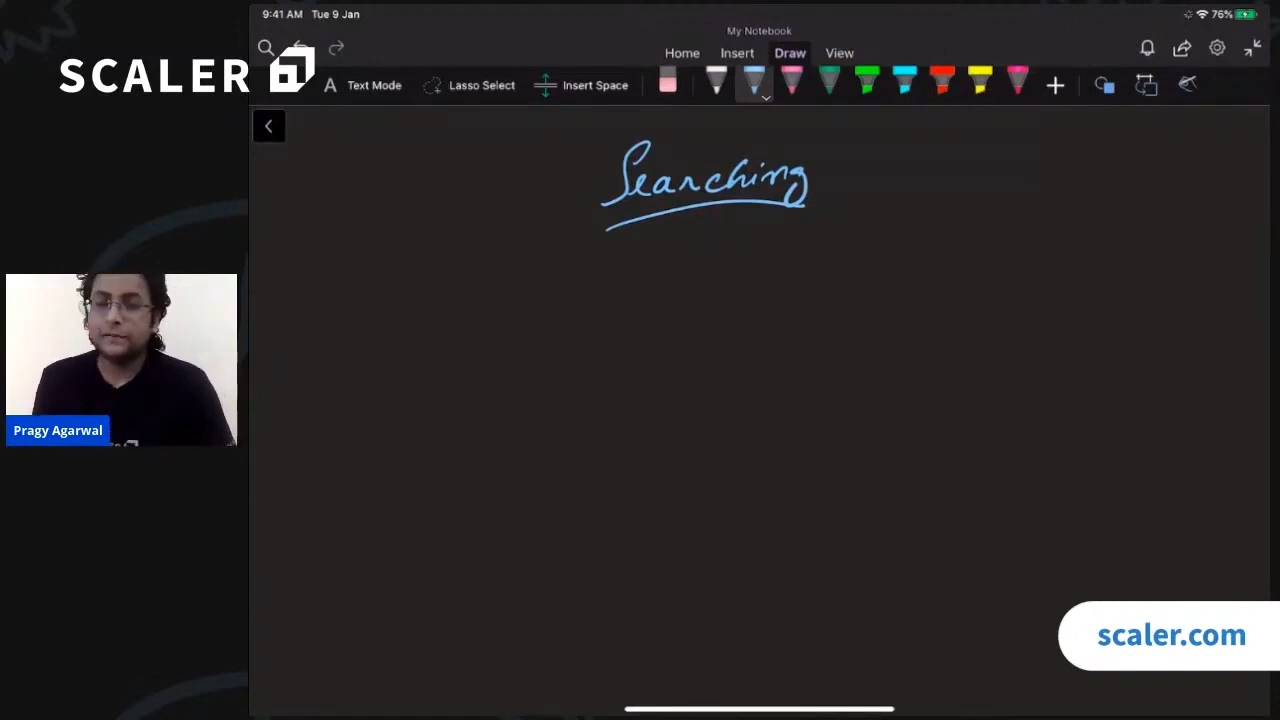 9:41 AM Tue 9 Jan
76%
My Notebook
Home Insert Draw View
SCALER
Text Mode Lasso Select Insert Space
Searching
Pragy Agarwal
scaler.com